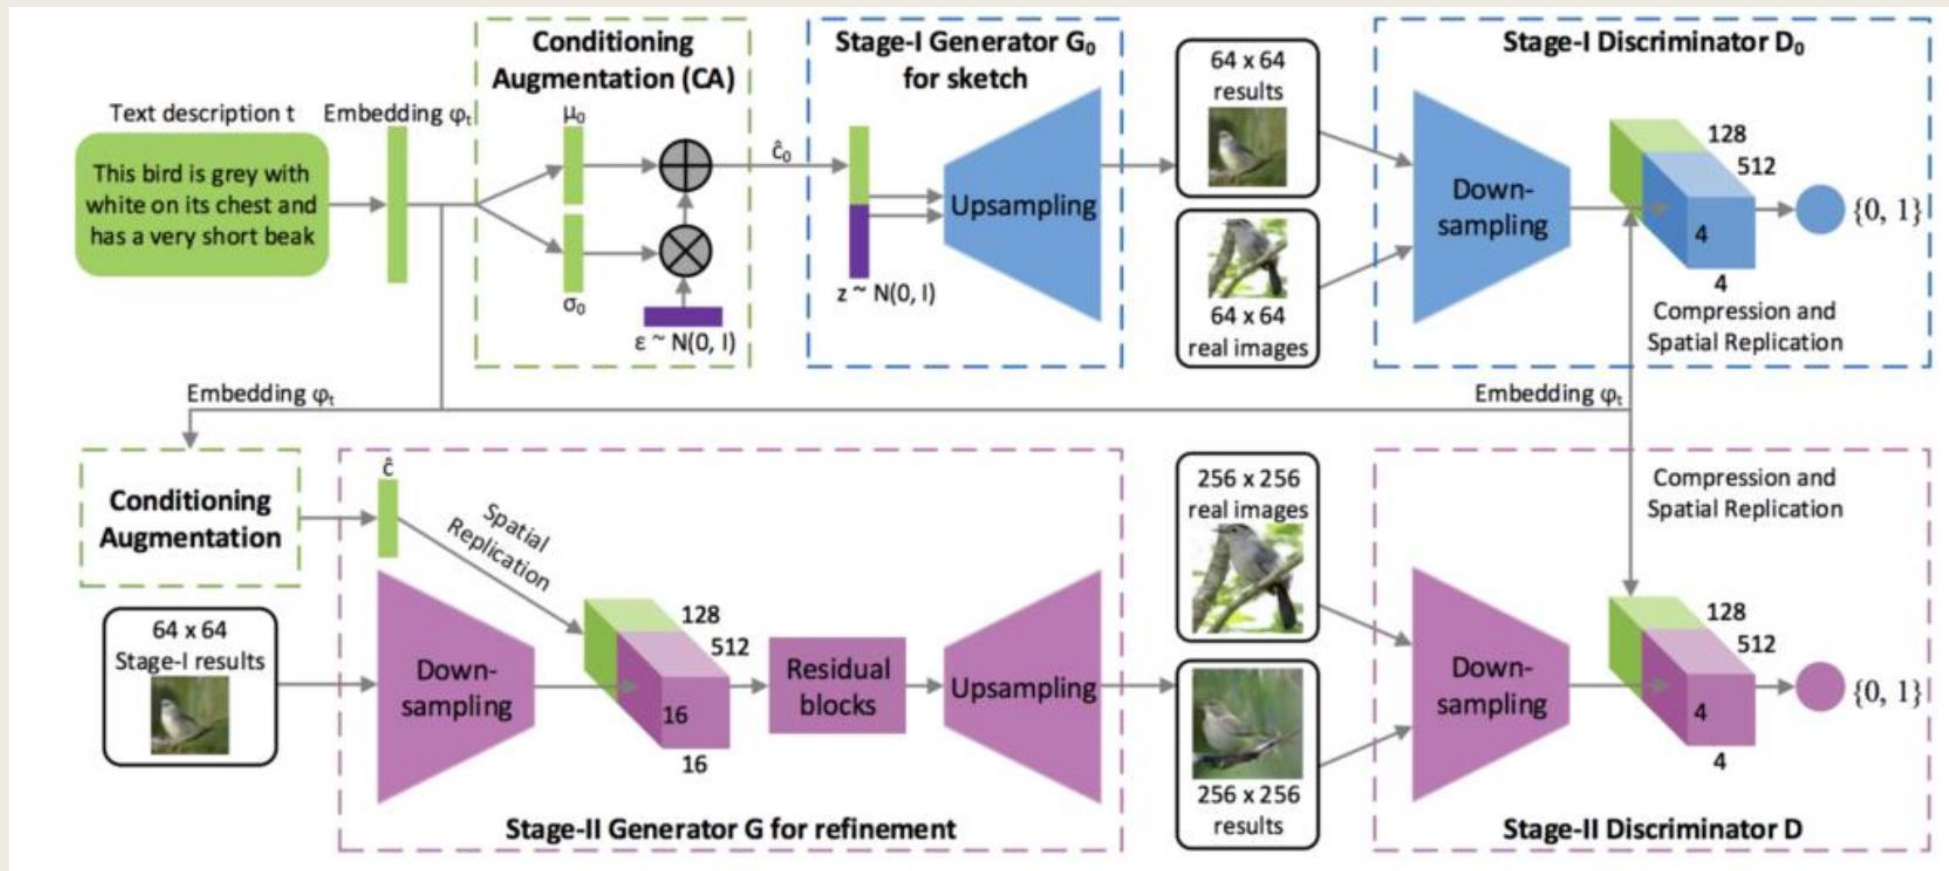 Text description t
This bird is grey with
white on its chest and
has a very short beak
Embedding φₜ
Conditioning
Augmentation (CA)
μ₀
σ₀
ε ~ N(0, I)
ĉ₀
Stage-I Generator G₀
for sketch
z ~ N(0, I)
Upsampling
64 x 64
results
64 x 64
real images
Stage-I Discriminator D₀
Down-
sampling
128
512
4
4
{0, 1}
Compression and
Spatial Replication
Embedding φₜ
Embedding φₜ
Conditioning
Augmentation
64 x 64
Stage-I results
ĉ
Spatial
Replication
Down-
sampling
128
512
16
16
Residual
blocks
Upsampling
Stage-II Generator G for refinement
256 x 256
real images
256 x 256
results
Compression and
Spatial Replication
Down-
sampling
128
512
4
4
{0, 1}
Stage-II Discriminator D